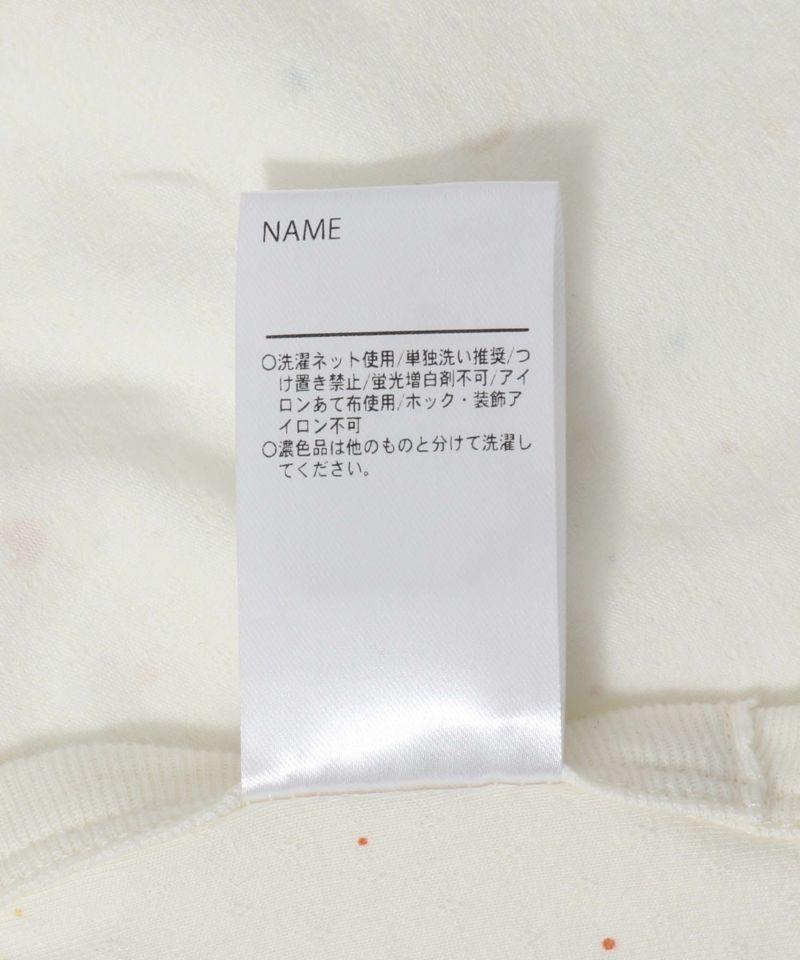 NAME
○洗濯ネット使用/単独洗い推奨/つ
け置き禁止/蛍光増白剤不可/アイ
ロンあて布使用/ホック・装飾ア
イロン不可
○濃色品は他のものと分けて洗濯し
てください。